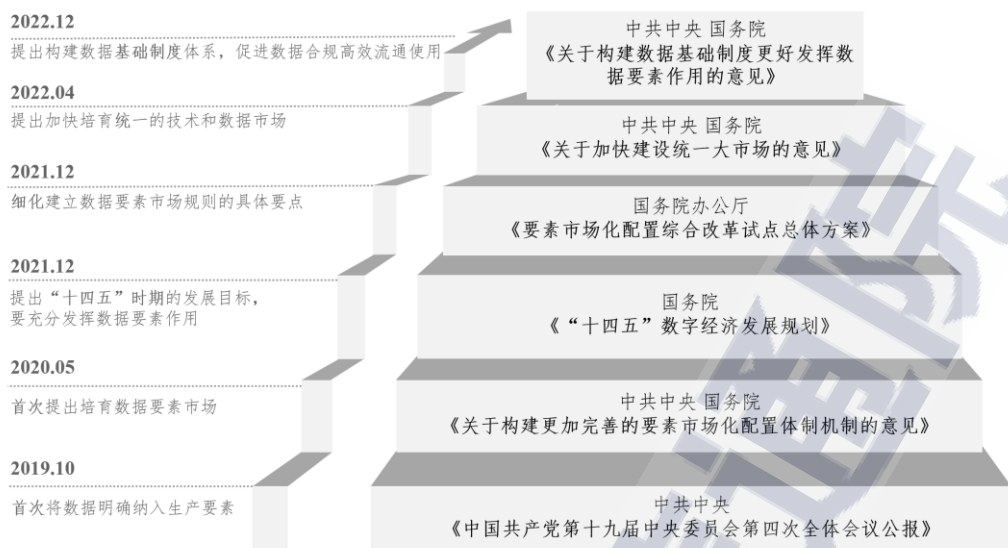 2022.12
提出构建数据基础制度体系，促进数据合规高效流通使用
中共中央 国务院
《关于构建数据基础制度更好发挥数
据要素作用的意见》
2022.04
提出加快培育统一的技术和数据市场
中共中央 国务院
《关于加快建设统一大市场的意见》
2021.12
细化建立数据要素市场规则的具体要点
国务院办公厅
《要素市场化配置综合改革试点总体方案》
2021.12
提出“十四五”时期的发展目标，
要充分发挥数据要素作用
国务院
《“十四五”数字经济发展规划》
2020.05
首次提出培育数据要素市场
中共中央 国务院
《关于构建更加完善的要素市场化配置体制机制的意见》
2019.10
首次将数据明确纳入生产要素
中共中央
《中国共产党第十九届中央委员会第四次全体会议公报》